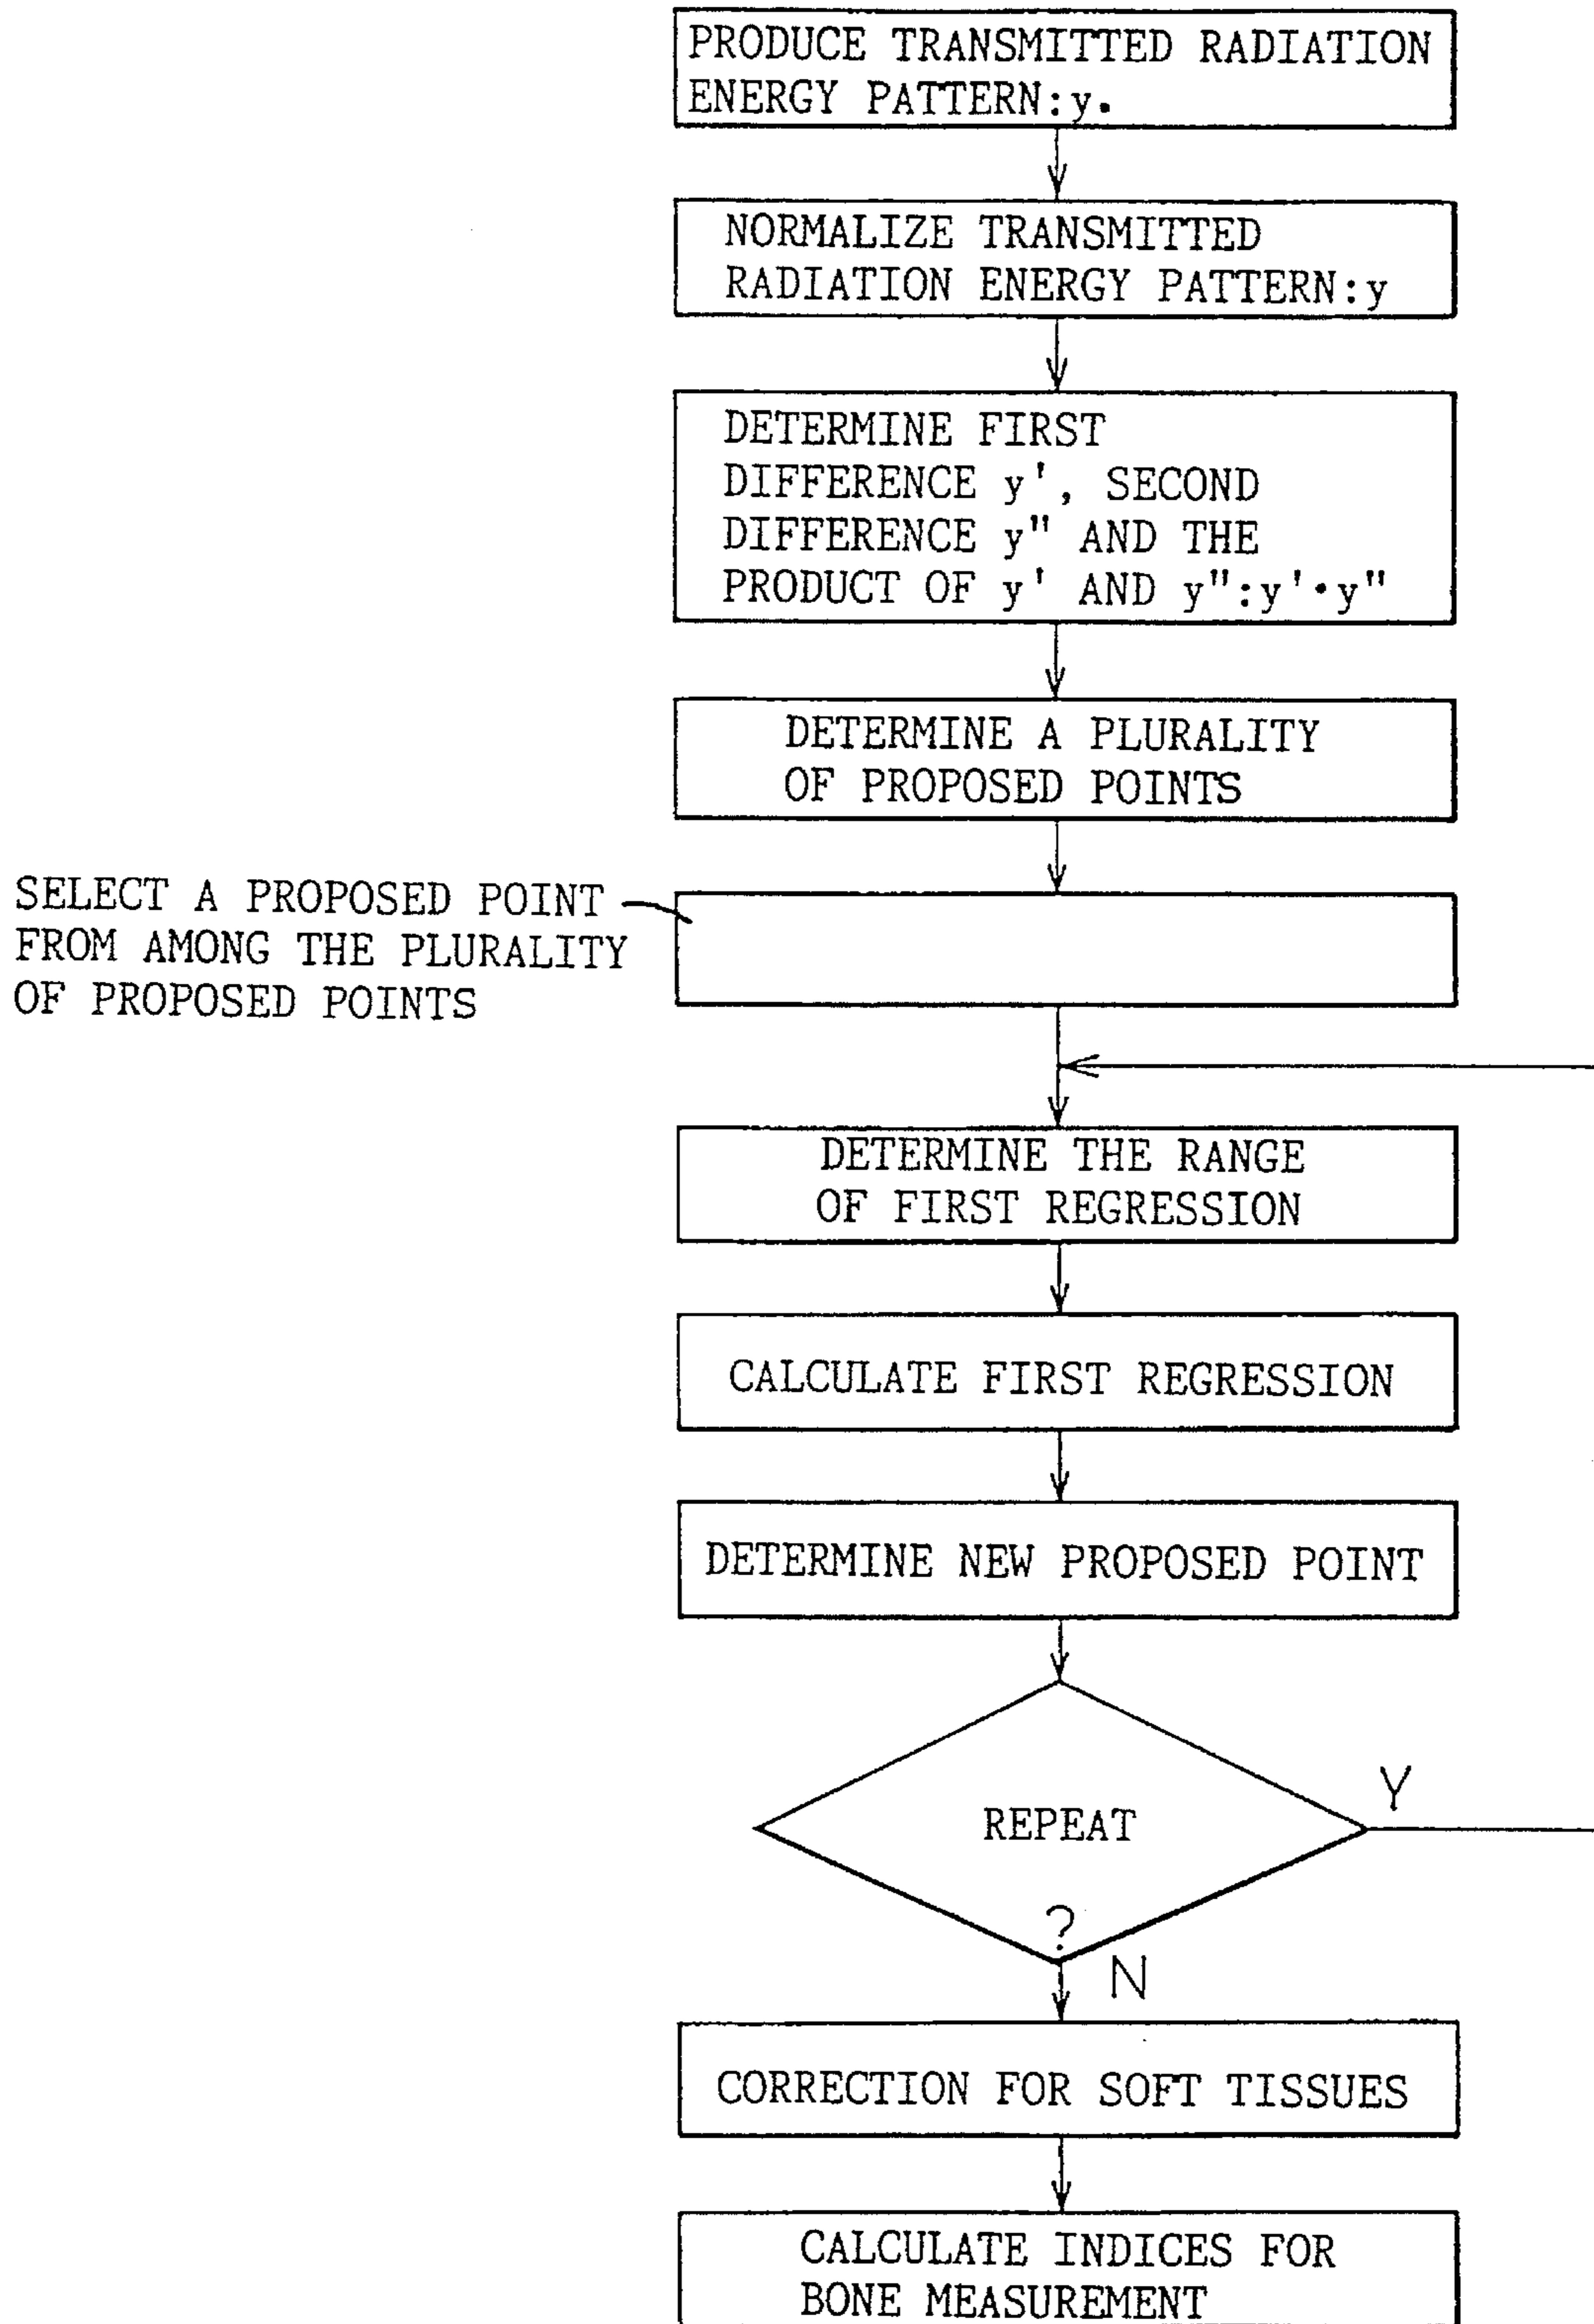 PRODUCE TRANSMITTED RADIATION
ENERGY PATTERN:y.
NORMALIZE TRANSMITTED
RADIATION ENERGY PATTERN:y
DETERMINE FIRST
DIFFERENCE y', SECOND
DIFFERENCE y" AND THE
PRODUCT OF y' AND y":y'•y"
DETERMINE A PLURALITY
OF PROPOSED POINTS
SELECT A PROPOSED POINT
FROM AMONG THE PLURALITY
OF PROPOSED POINTS
DETERMINE THE RANGE
OF FIRST REGRESSION
CALCULATE FIRST REGRESSION
DETERMINE NEW PROPOSED POINT
Y
REPEAT
?
N
CORRECTION FOR SOFT TISSUES
CALCULATE INDICES FOR
BONE MEASUREMENT